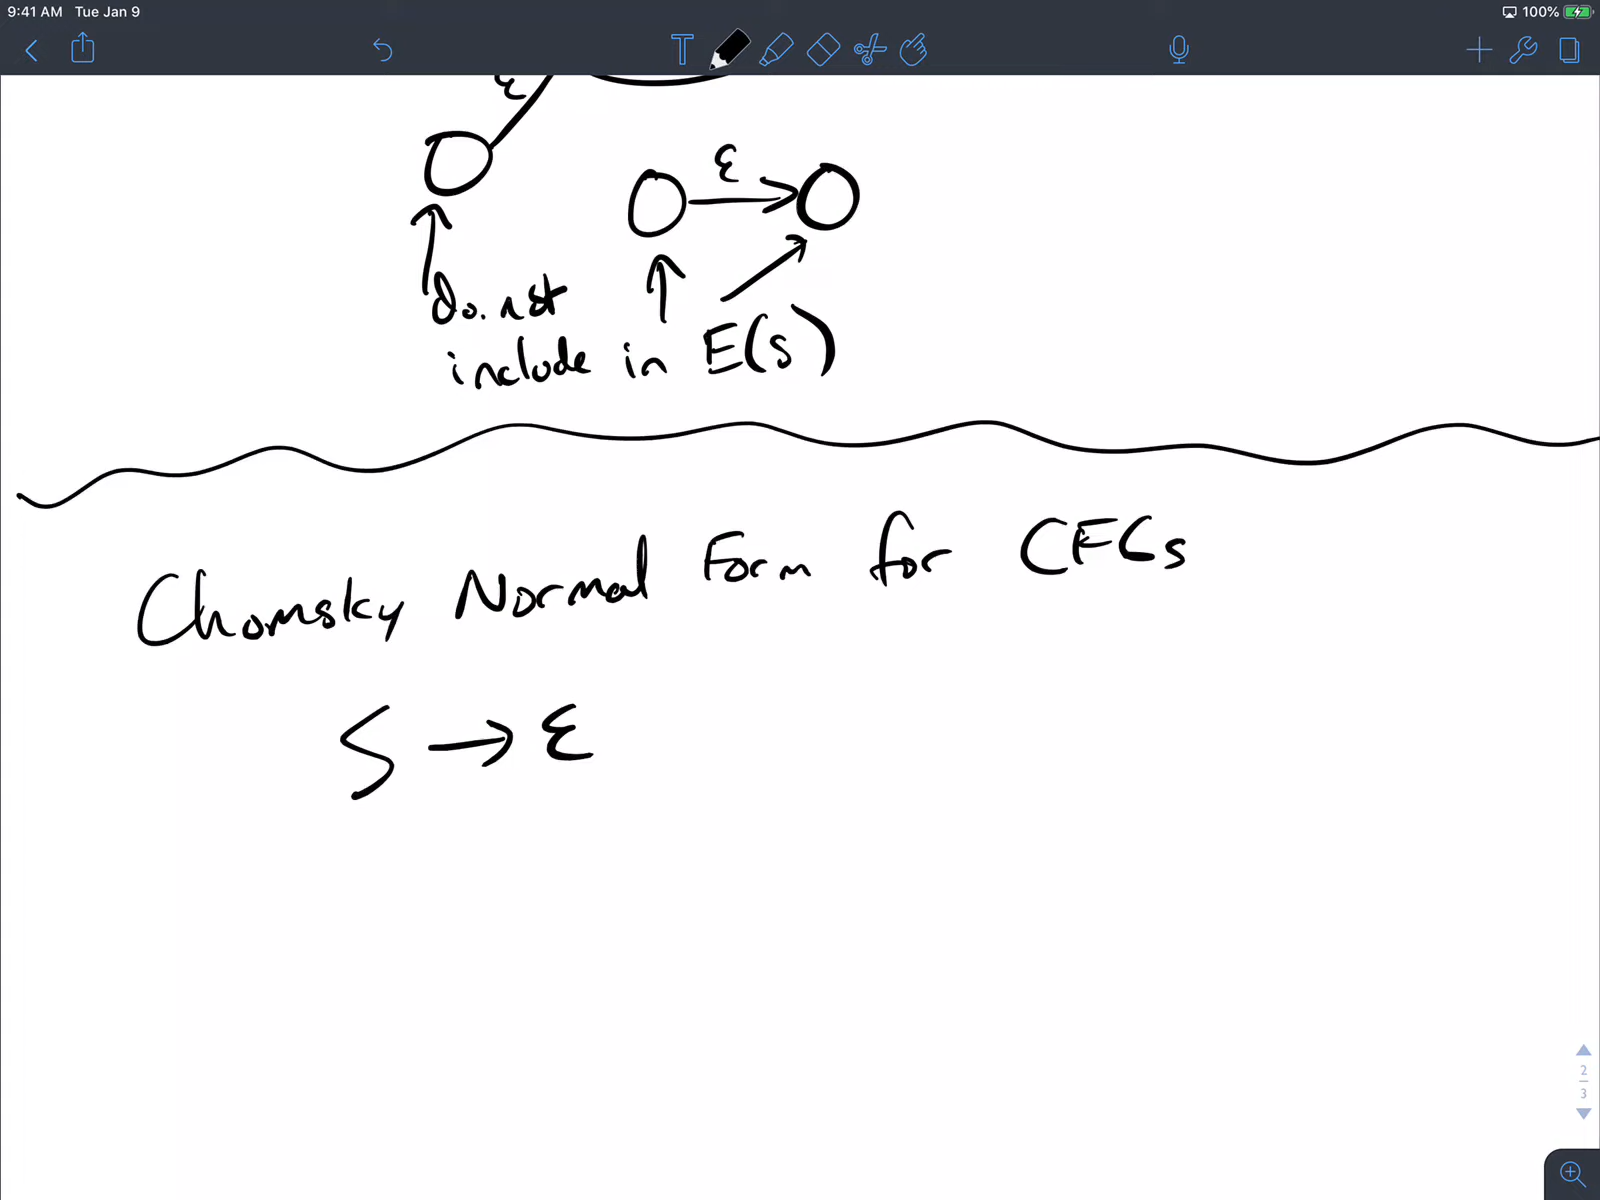 9:41 AM Tue Jan 9
100%
T
ε
ε
do not
include in E(s)
Chomsky Normal Form for CFGs
S → ε
2
3